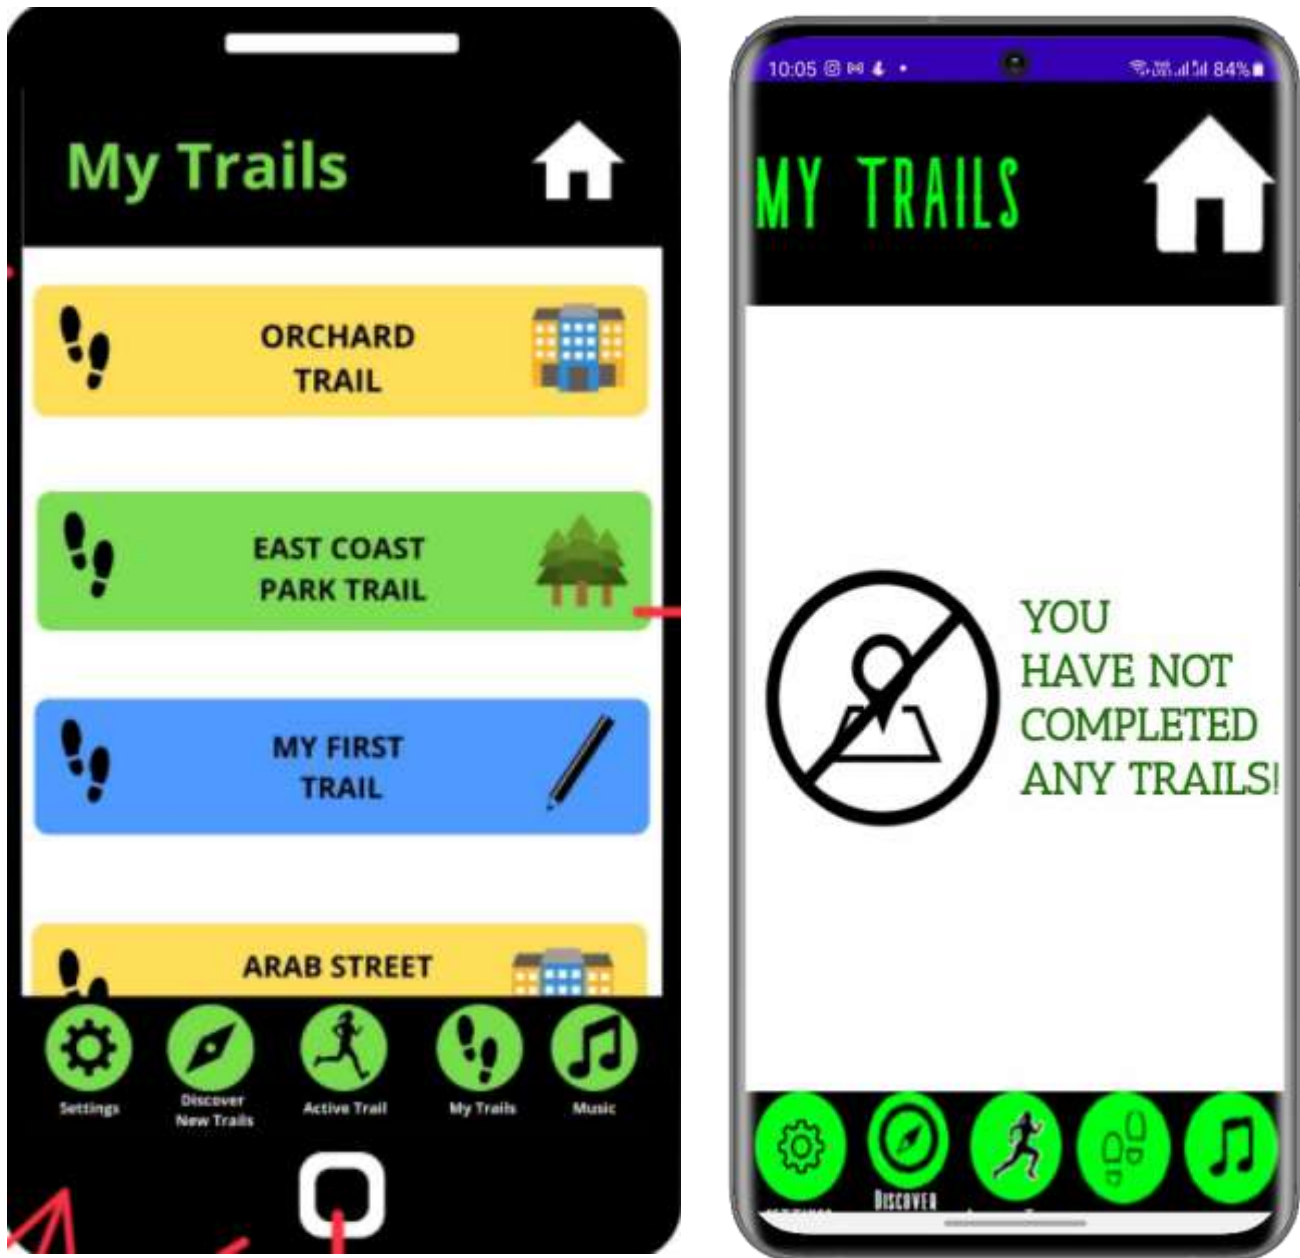 My Trails
ORCHARD
TRAIL
EAST COAST
PARK TRAIL
MY FIRST
TRAIL
ARAB STREET
Settings
Discover
New Trails
Active Trail
My Trails
Music
10:05
84%
MY TRAILS
YOU
HAVE NOT
COMPLETED
ANY TRAILS!
DISCOVER